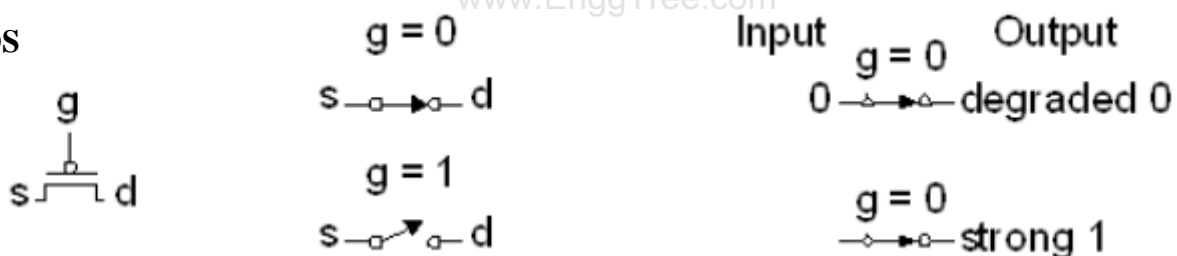 www.EnggTree.com
g = 0
Input
Output
g = 0
s
d
0
degraded 0
g
g = 1
s
d
g = 0
s
d
strong 1